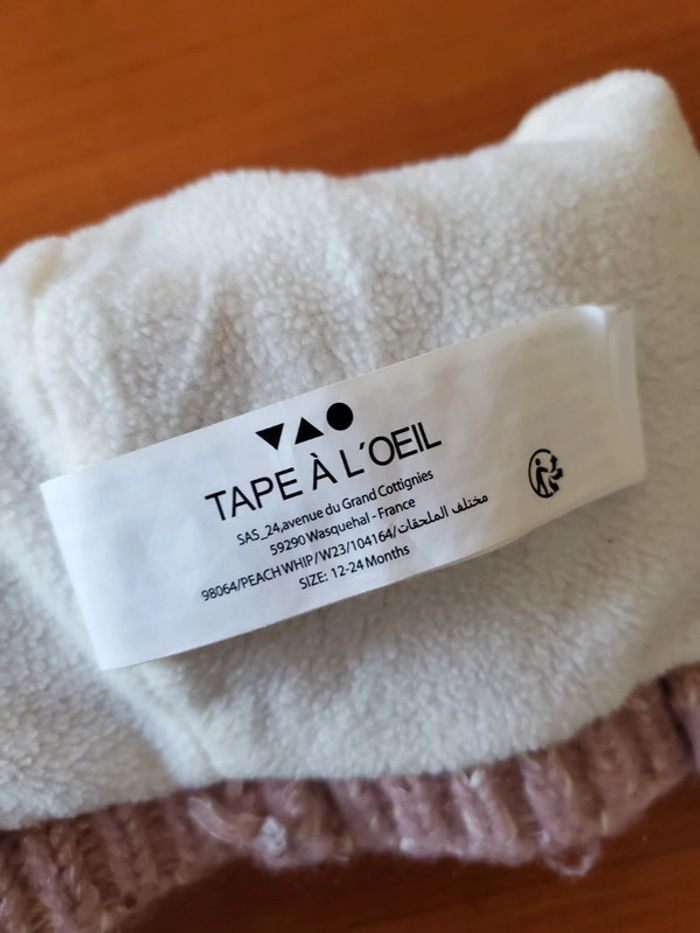 TAPE À L'OEIL
SAS_24,avenue du Grand Cottignies
59290 Wasquehal - France
98064/PEACH WHIP/W23/104164/مختلف الملحقات
SIZE: 12-24 Months